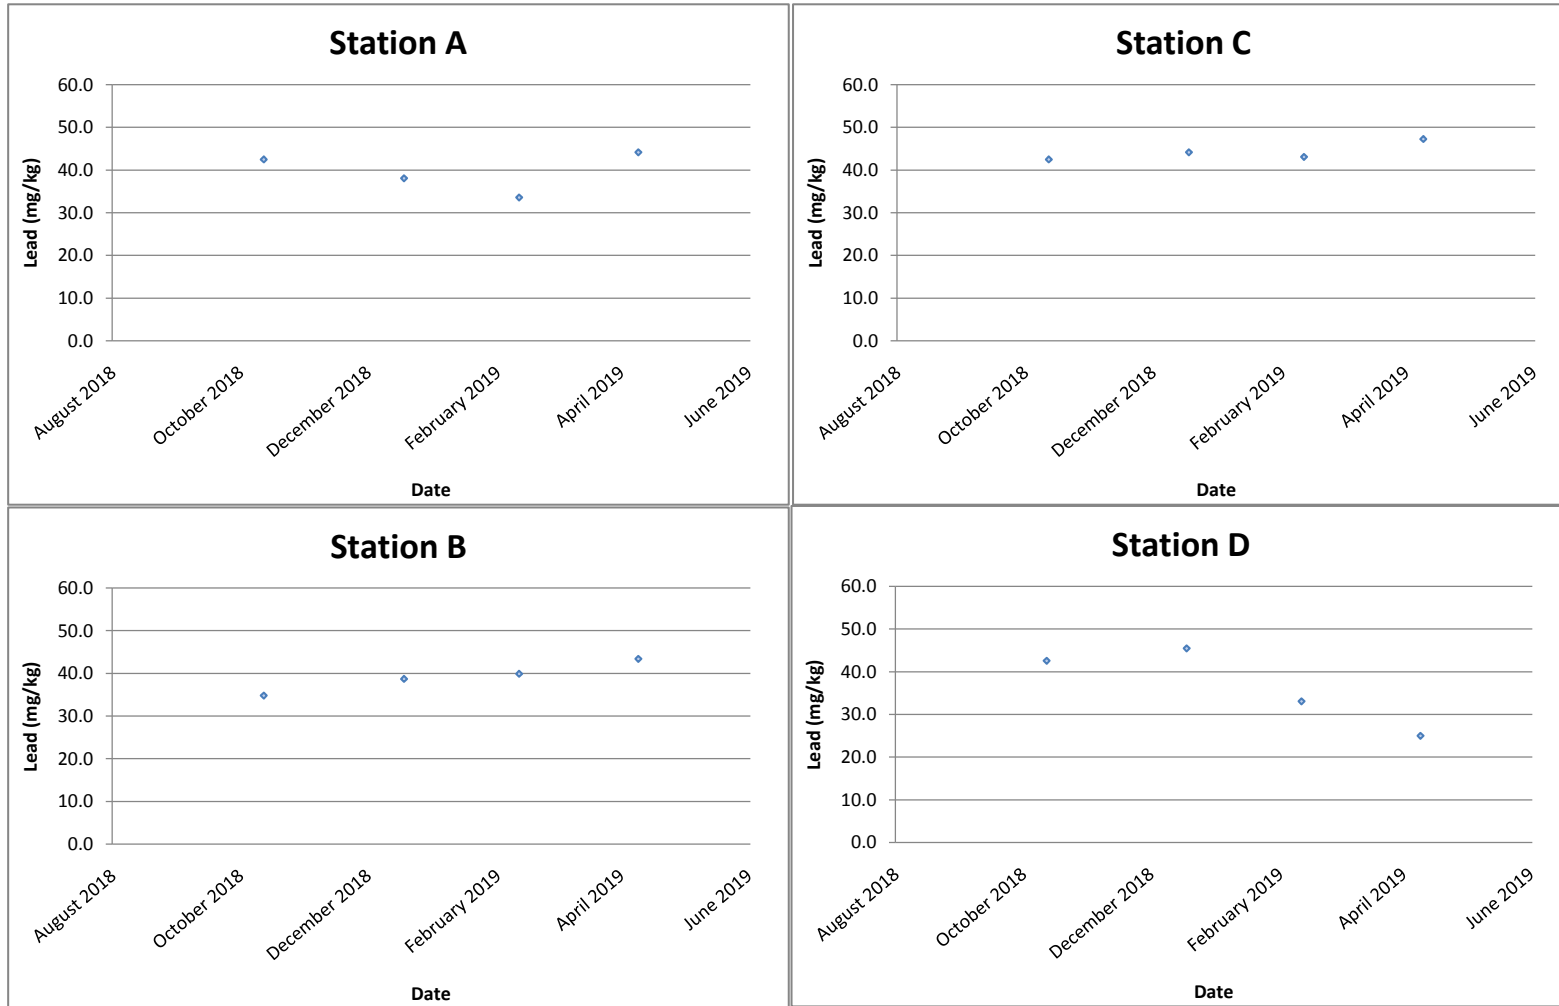 Station A
60.0
50.0
40.0
30.0
20.0
10.0
0.0
Lead (mg/kg)
August 2018
October 2018
December 2018
February 2019
April 2019
June 2019
Date
Station C
60.0
50.0
40.0
30.0
20.0
10.0
0.0
Lead (mg/kg)
August 2018
October 2018
December 2018
February 2019
April 2019
June 2019
Date
Station B
60.0
50.0
40.0
30.0
20.0
10.0
0.0
Lead (mg/kg)
August 2018
October 2018
December 2018
February 2019
April 2019
June 2019
Date
Station D
60.0
50.0
40.0
30.0
20.0
10.0
0.0
Lead (mg/kg)
August 2018
October 2018
December 2018
February 2019
April 2019
June 2019
Date